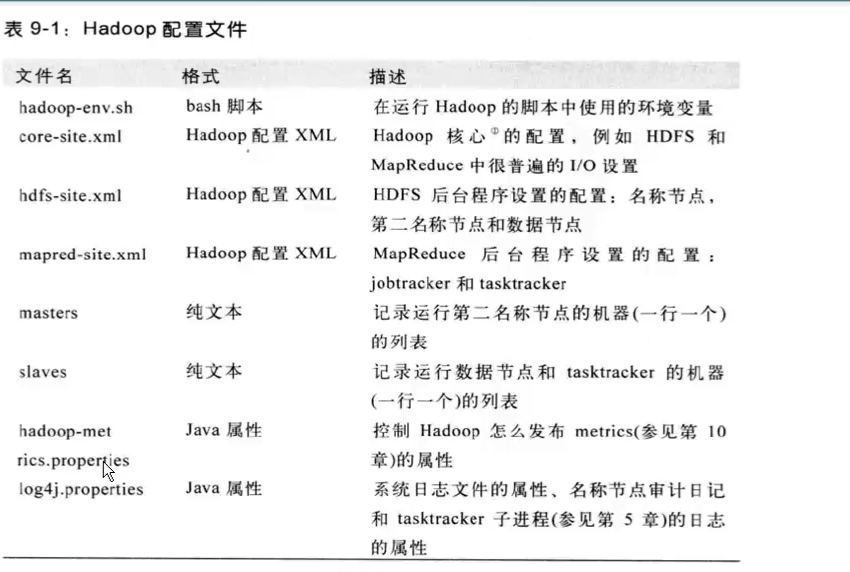 表 9-1：Hadoop 配置文件
文件名 格式 描述
hadoop-env.sh bash 脚本 在运行 Hadoop 的脚本中使用的环境变量
core-site.xml Hadoop 配置 XML Hadoop 核心②的配置，例如 HDFS 和
MapReduce 中很普遍的 I/O 设置
hdfs-site.xml Hadoop 配置 XML HDFS 后台程序设置的配置：名称节点，
第二名称节点和数据节点
mapred-site.xml Hadoop 配置 XML MapReduce 后台程序设置的配置：
jobtracker 和 tasktracker
masters 纯文本 记录运行第二名称节点的机器(一行一个)
的列表
slaves 纯文本 记录运行数据节点和 tasktracker 的机器
(一行一个)的列表
hadoop-met Java 属性 控制 Hadoop 怎么发布 metrics(参见第 10
rics.properties 章)的属性
log4j.properties Java 属性 系统日志文件的属性、名称节点审计日记
和 tasktracker 子进程(参见第 5 章)的日志
的属性